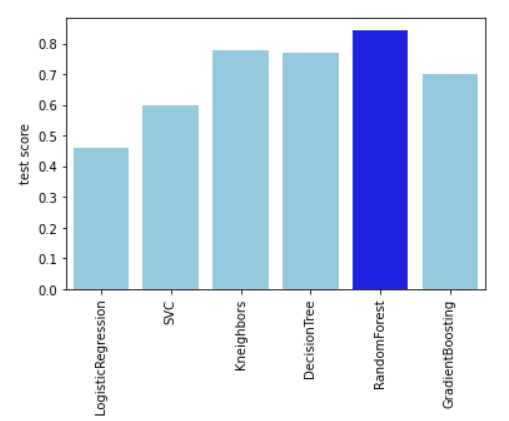 test score
0.8
0.7
0.6
0.5
0.4
0.3
0.2
0.1
0.0
LogisticRegression
SVC
Kneighbors
DecisionTree
RandomForest
GradientBoosting